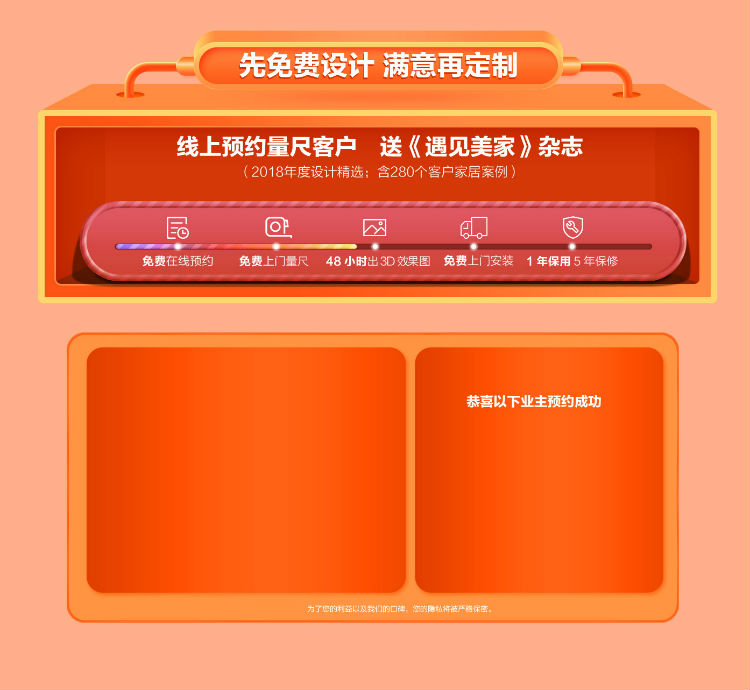 先免费设计 满意再定制
线上预约量尺客户 送《遇见美家》杂志
（2018年度设计精选；含280个客户家居案例）
免费在线预约 免费上门量尺 48小时出3D效果图 免费上门安装 1年保用5年保修
恭喜以下业主预约成功
为了您的利益以及我们的口碑，您的隐私将被严格保密。